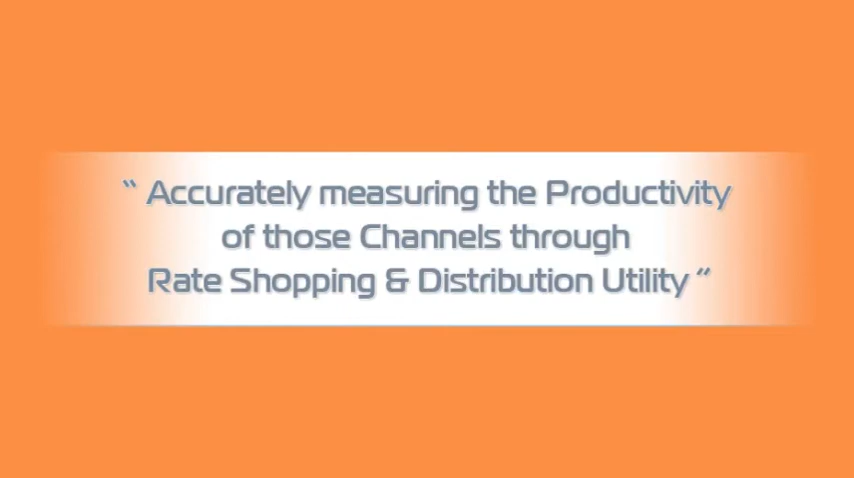 “ Accurately measuring the Productivity
of those Channels through
Rate Shopping & Distribution Utility “